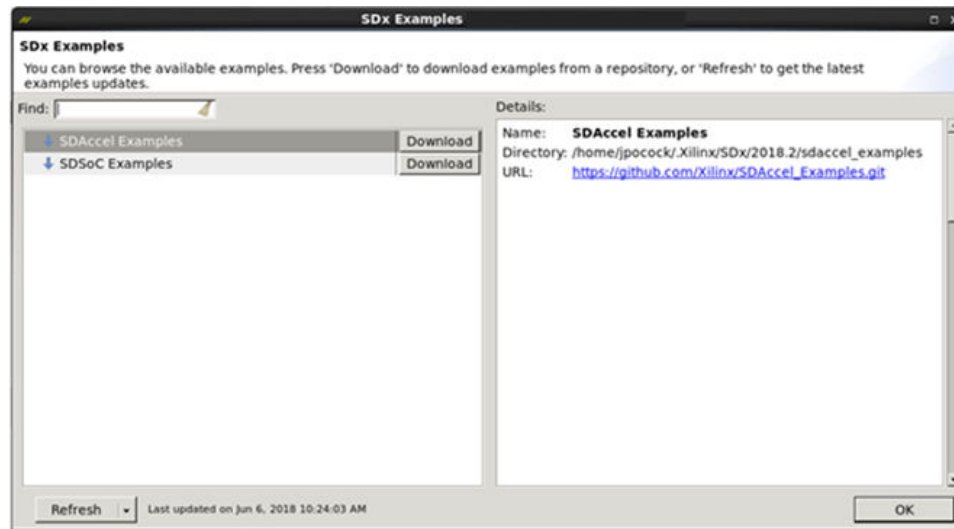 SDx Examples
SDx Examples
You can browse the available examples. Press 'Download' to download examples from a repository, or 'Refresh' to get the latest
examples updates.
Find:
Details:
SDAccel Examples Download
SDSoC Examples Download
Name: SDAccel Examples
Directory: /home/jpocock/.Xilinx/SDx/2018.2/sdaccel_examples
URL: https://github.com/Xilinx/SDAccel_Examples.git
Refresh Last updated on Jun 6, 2018 10:24:03 AM
OK